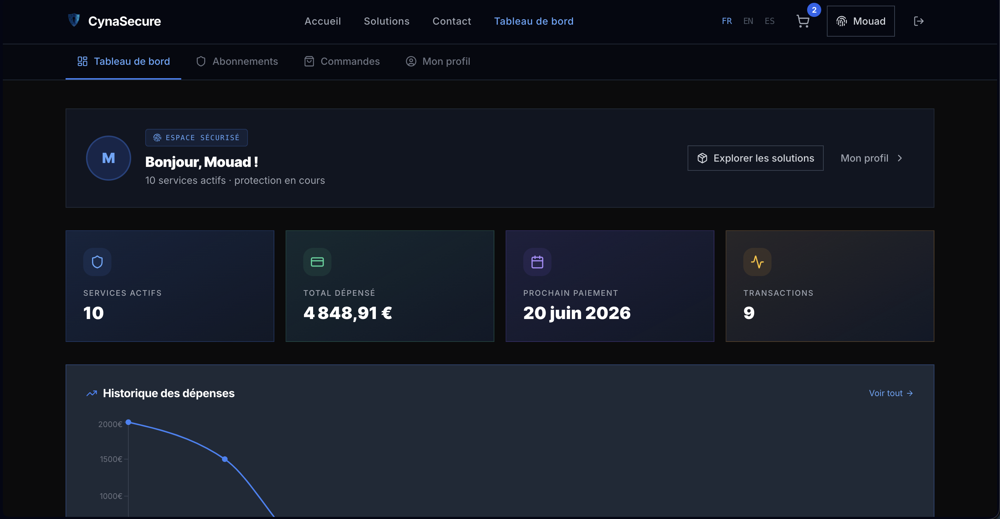 CynaSecure
Accueil
Solutions
Contact
Tableau de bord
FR
EN
ES
2
Mouad
Tableau de bord
Abonnements
Commandes
Mon profil
M
ESPACE SÉCURISÉ
Bonjour, Mouad !
10 services actifs · protection en cours
Explorer les solutions
Mon profil
SERVICES ACTIFS
10
TOTAL DÉPENSÉ
4 848,91 €
PROCHAIN PAIEMENT
20 juin 2026
TRANSACTIONS
9
Historique des dépenses
Voir tout
2000€
1500€
1000€